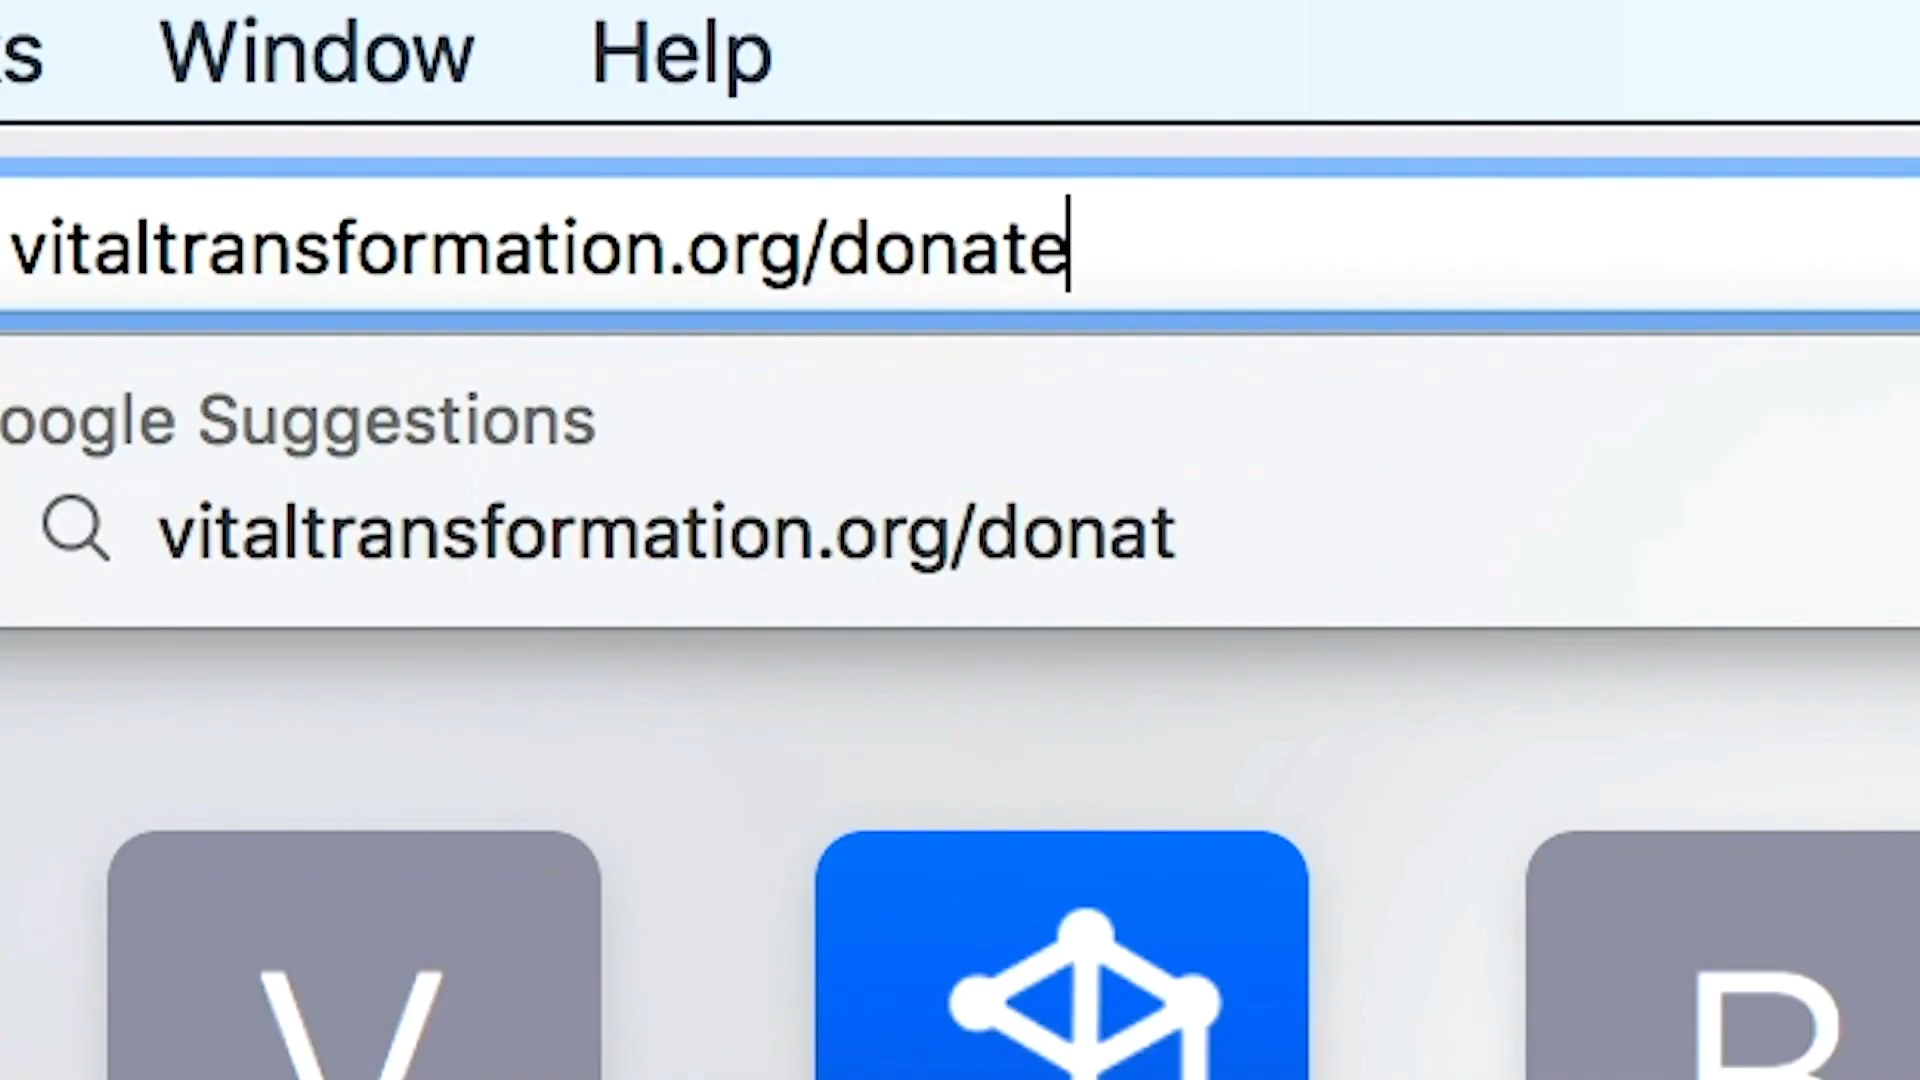 Window Help
vitaltransformation.org/donate
oogle Suggestions
vitaltransformation.org/donat
V